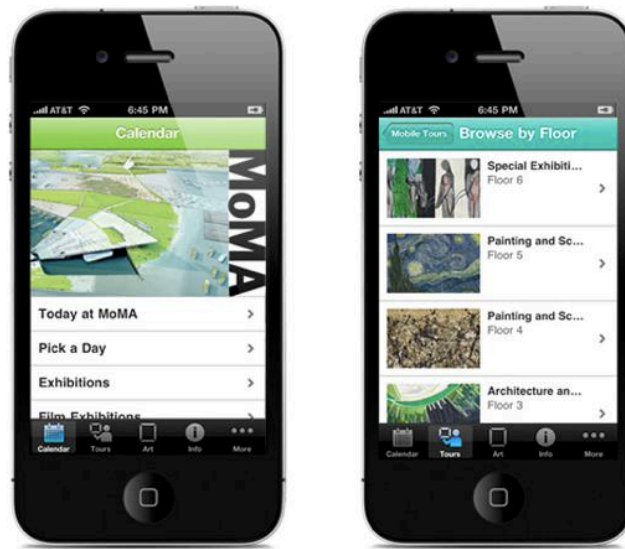 AT&T 6:45 PM
Calendar
MoMA
Today at MoMA
Pick a Day
Exhibitions
Film Exhibitions
Calendar Tours Art Info More
AT&T 6:45 PM
Mobile Tours Browse by Floor
Special Exhibiti...
Floor 6
Painting and Sc...
Floor 5
Painting and Sc...
Floor 4
Architecture an...
Floor 3
Calendar Tours Art Info More